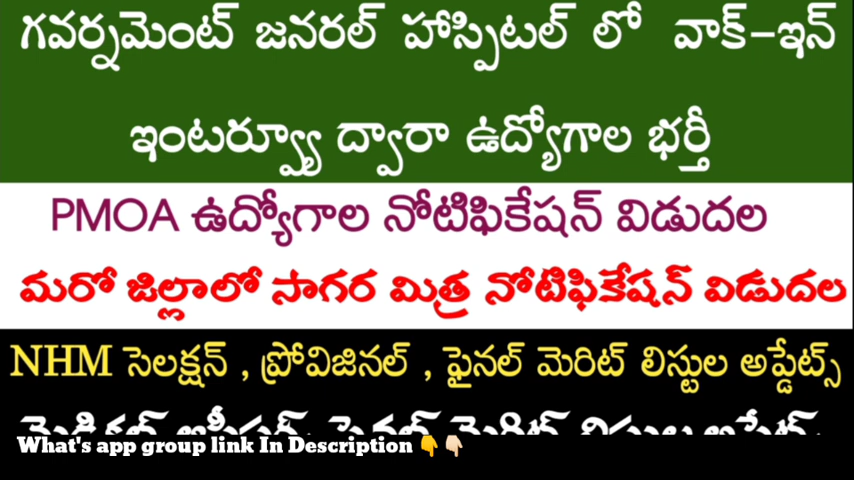 గవర్నమెంట్ జనరల్ హాస్పిటల్ లో వాక్-ఇన్
ఇంటర్వ్యూ ద్వారా ఉద్యోగాల భర్తీ
PMOA ఉద్యోగాల నోటిఫికేషన్ విడుదల
మరో జిల్లాలో సాగర మిత్ర నోటిఫికేషన్ విడుదల
NHM సెలక్షన్ , ప్రోవిజినల్ , ఫైనల్ మెరిట్ లిస్టుల అప్డేట్స్
What's app group link In Description 👇👇🏻